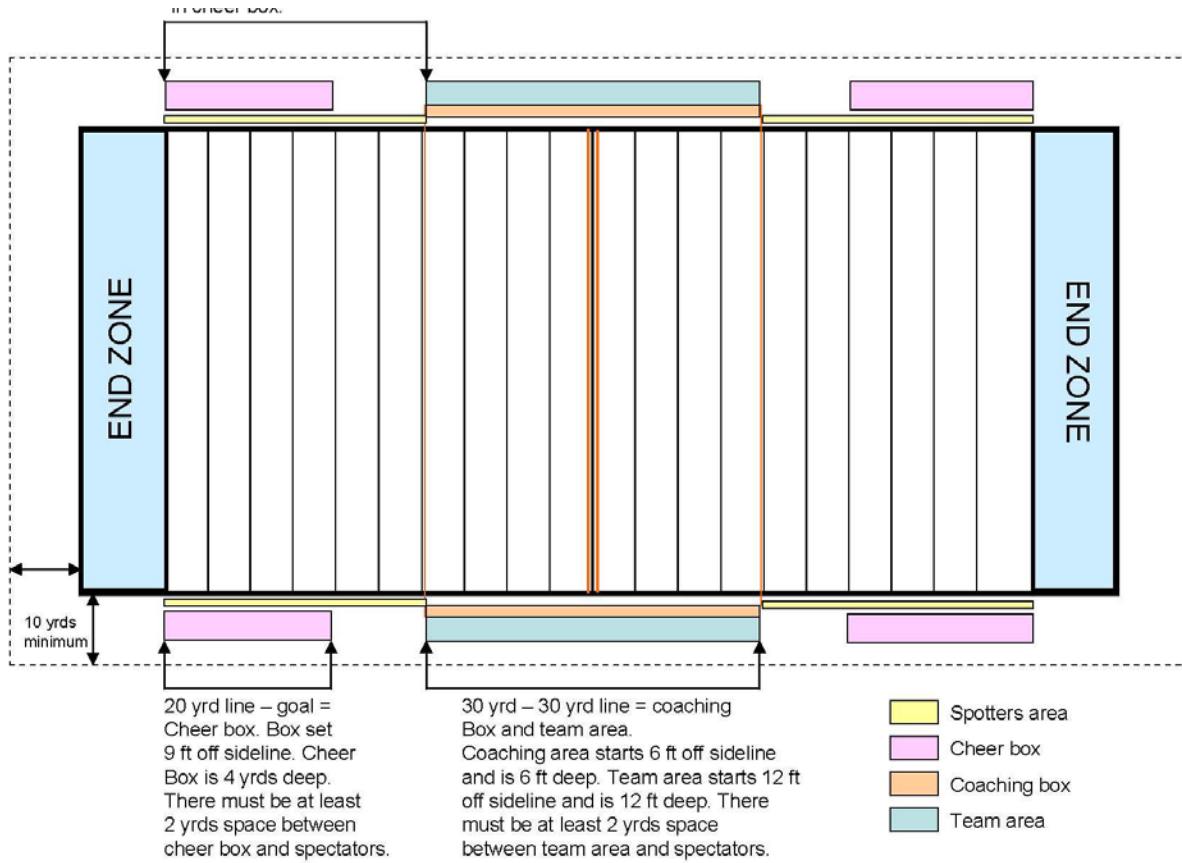 in cheer box.
END ZONE
END ZONE
10 yrds
minimum
20 yrd line – goal =
Cheer box. Box set
9 ft off sideline. Cheer
Box is 4 yrds deep.
There must be at least
2 yrds space between
cheer box and spectators.
30 yrd – 30 yrd line = coaching
Box and team area.
Coaching area starts 6 ft off sideline
and is 6 ft deep. Team area starts 12 ft
off sideline and is 12 ft deep. There
must be at least 2 yrds space
between team area and spectators.
Spotters area
Cheer box
Coaching box
Team area